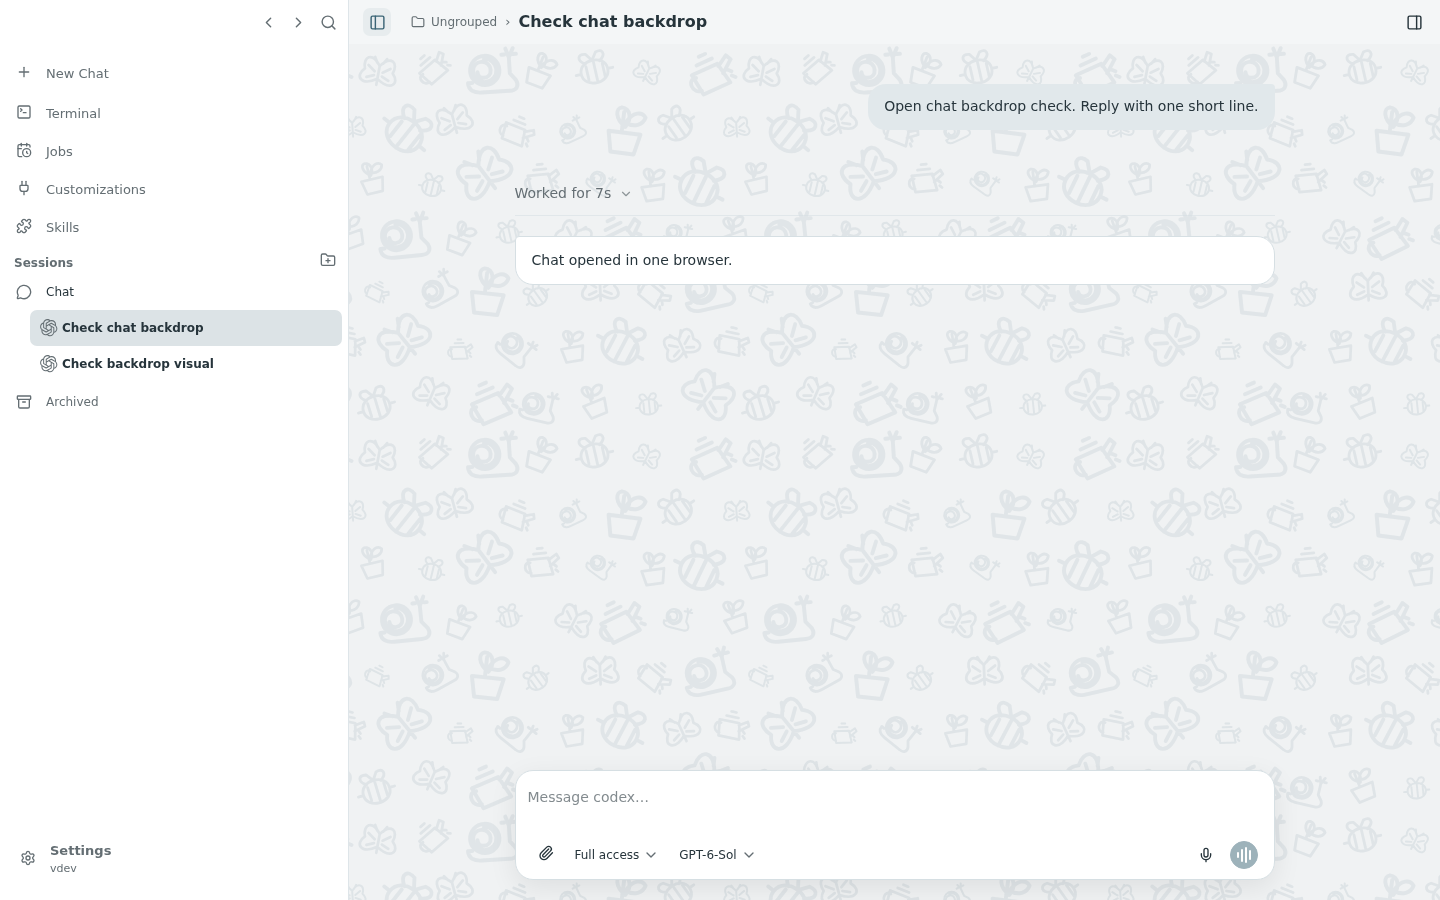 Ungrouped › Check chat backdrop
New Chat
Terminal
Jobs
Customizations
Skills
Sessions
Chat
Check chat backdrop
Check backdrop visual
Archived
Settings
vdev
Open chat backdrop check. Reply with one short line.
Worked for 7s
Chat opened in one browser.
Message codex...
Full access
GPT-6-Sol